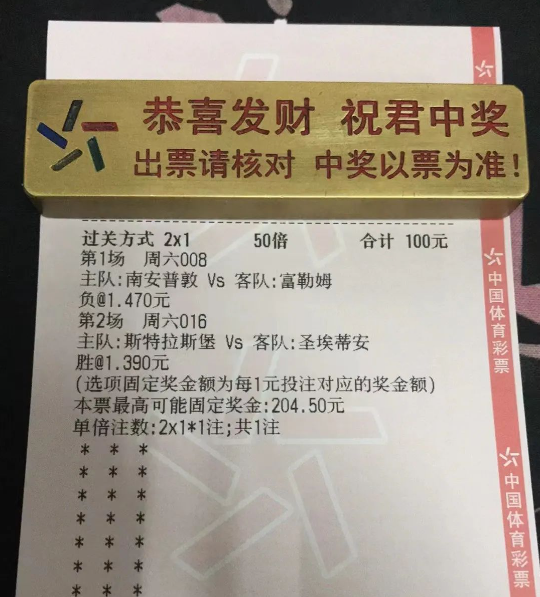 恭喜发财 祝君中奖
出票请核对 中奖以票为准!
过关方式 2x1 50倍 合计 100元
第1场 周六008
主队:南安普敦 Vs 客队:富勒姆
负@1.470元
第2场 周六016
主队:斯特拉斯堡 Vs 客队:圣埃蒂安
胜@1.390元
(选项固定奖金额为每1元投注对应的奖金额)
本票最高可能固定奖金:204.50元
单倍注数:2x1*1注;共1注
* * *
* * *
* * *
* * *
* * *
* * *
* * *
中国体育彩票
中国体育彩票